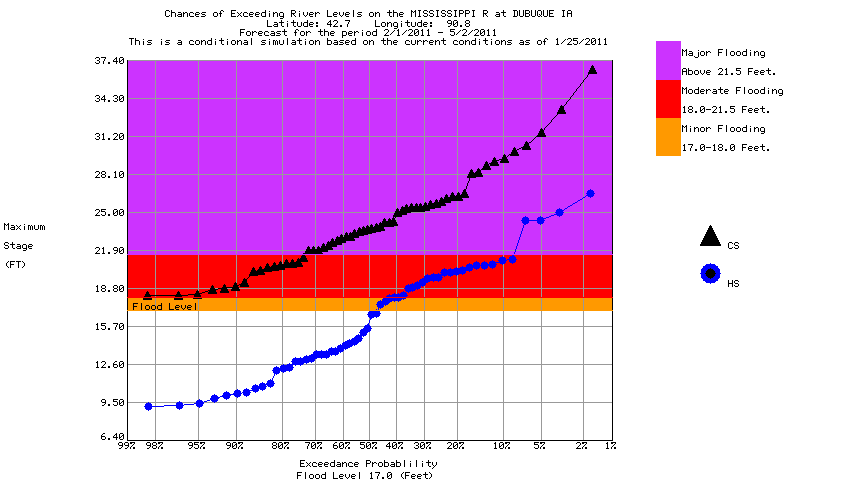 Chances of Exceeding River Levels on the MISSISSIPPI R at DUBUQUE IA
Latitude: 42.7 Longitude: 90.8
Forecast for the period 2/1/2011 - 5/2/2011
This is a conditional simulation based on the current conditions as of 1/25/2011
37.40
34.30
31.20
28.10
25.00
21.90
18.80
15.70
12.60
9.50
6.40
Maximum
Stage
(FT)
Flood Level
99% 98% 95% 90% 80% 70% 60% 50% 40% 30% 20% 10% 5% 2% 1%
Exceedance Probability
Flood Level 17.0 (Feet)
Major Flooding
Above 21.5 Feet.
Moderate Flooding
18.0-21.5 Feet.
Minor Flooding
17.0-18.0 Feet.
CS
HS